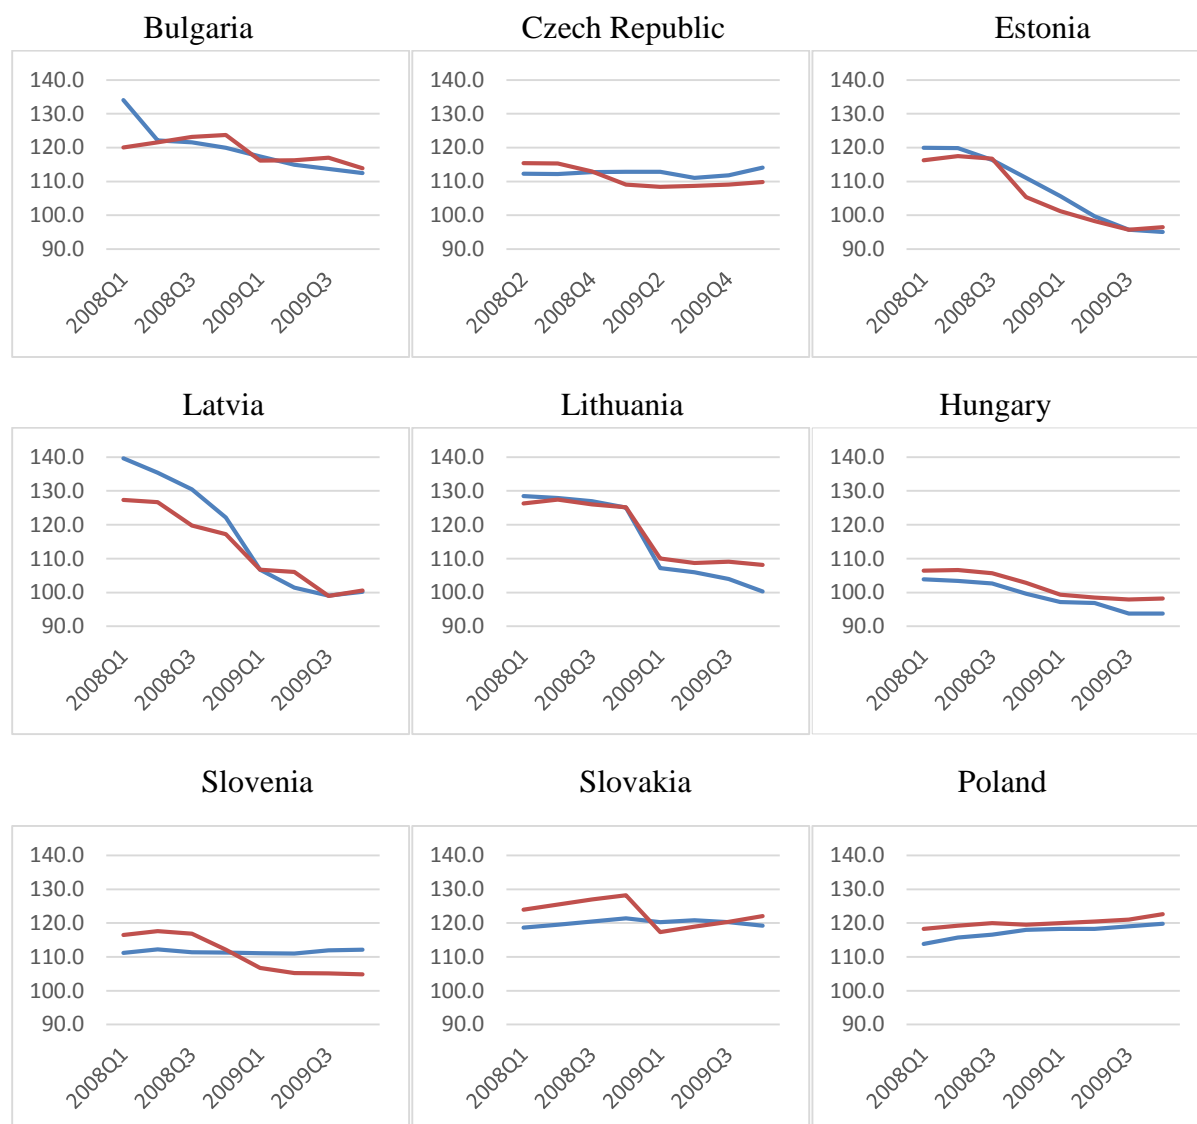 Bulgaria
140.0
130.0
120.0
110.0
100.0
90.0
2008Q1
2008Q3
2009Q1
2009Q3
Czech Republic
140.0
130.0
120.0
110.0
100.0
90.0
2008Q2
2008Q4
2009Q2
2009Q4
Estonia
140.0
130.0
120.0
110.0
100.0
90.0
2008Q1
2008Q3
2009Q1
2009Q3
Latvia
140.0
130.0
120.0
110.0
100.0
90.0
2008Q1
2008Q3
2009Q1
2009Q3
Lithuania
140.0
130.0
120.0
110.0
100.0
90.0
2008Q1
2008Q3
2009Q1
2009Q3
Hungary
140.0
130.0
120.0
110.0
100.0
90.0
2008Q1
2008Q3
2009Q1
2009Q3
Slovenia
140.0
130.0
120.0
110.0
100.0
90.0
2008Q1
2008Q3
2009Q1
2009Q3
Slovakia
140.0
130.0
120.0
110.0
100.0
90.0
2008Q1
2008Q3
2009Q1
2009Q3
Poland
140.0
130.0
120.0
110.0
100.0
90.0
2008Q1
2008Q3
2009Q1
2009Q3